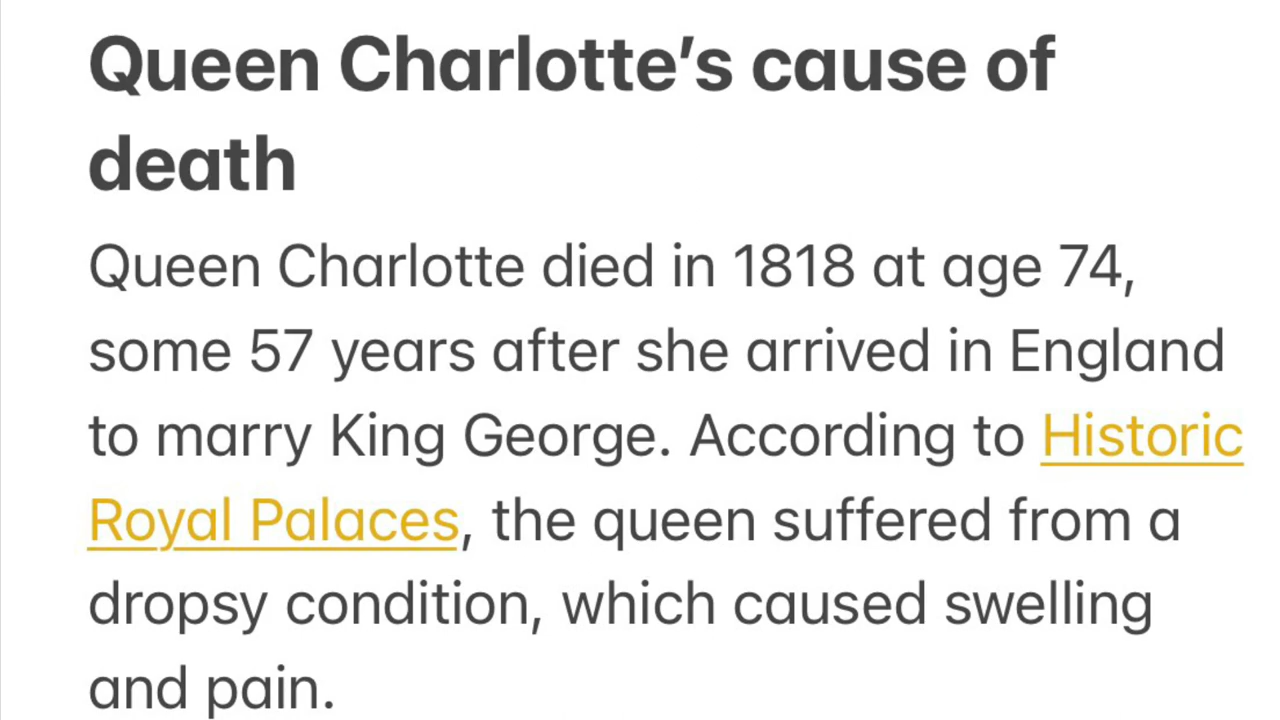 Queen Charlotte’s cause of
death
Queen Charlotte died in 1818 at age 74,
some 57 years after she arrived in England
to marry King George. According to Historic
Royal Palaces, the queen suffered from a
dropsy condition, which caused swelling
and pain.